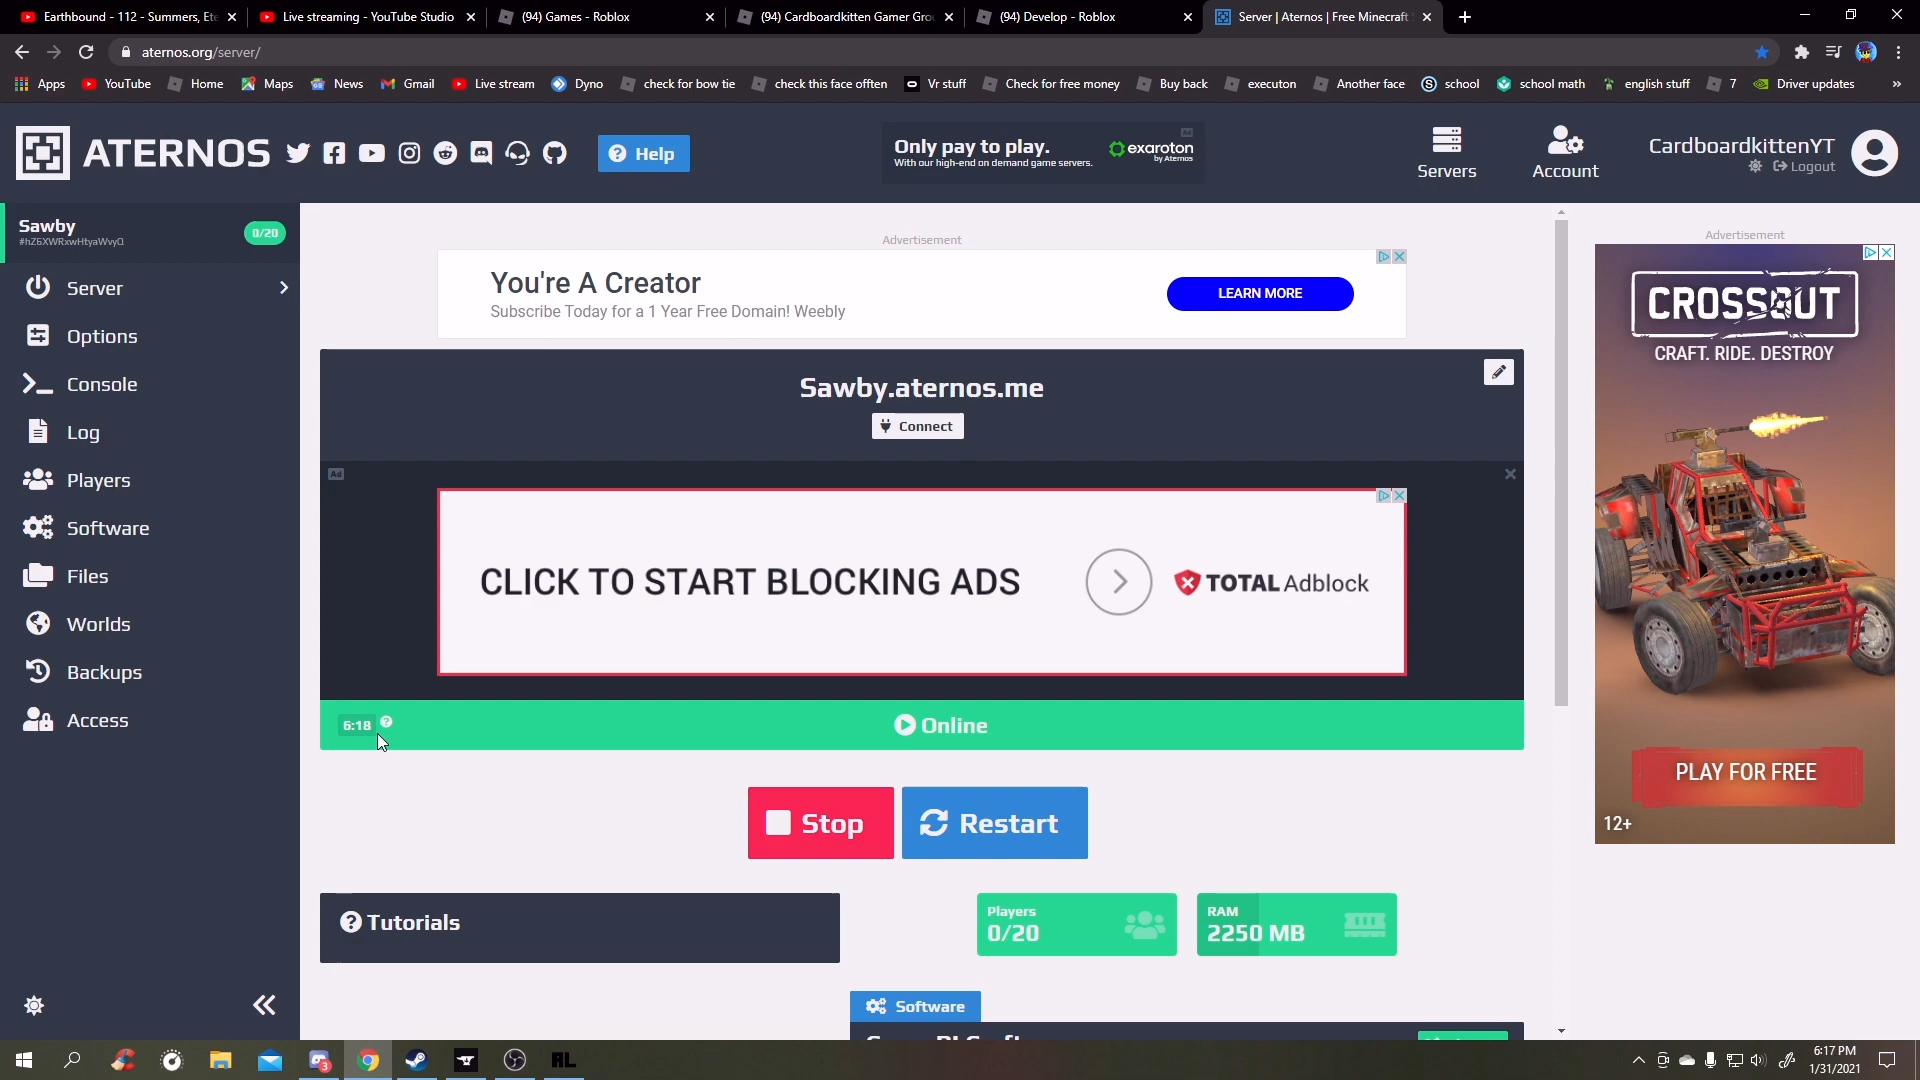 Earthbound - 112 - Summers, Ete
Live streaming - YouTube Studio
(94) Games - Roblox
(94) Cardboardkitten Gamer Grou
(94) Develop - Roblox
Server | Aternos | Free Minecraft
aternos.org/server/
Apps YouTube Home Maps News Gmail Live stream Dyno check for bow tie check this face offten Vr stuff Check for free money Buy back executon Another face school school math english stuff 7 Driver updates »
ATERNOS
Help
Only pay to play.
With our high-end on demand game servers.
exaroton
by Aternos
Ad
Servers
Account
CardboardkittenYT
Logout
Sawby
0/20
Server
Options
Console
Log
Players
Software
Files
Worlds
Backups
Access
Advertisement
You're A Creator
Subscribe Today for a 1 Year Free Domain! Weebly
LEARN MORE
Sawby.aternos.me
Connect
Ad
CLICK TO START BLOCKING ADS
TOTAL Adblock
6:18
Online
Stop
Restart
Tutorials
Players
0/20
RAM
2250 MB
Software
Advertisement
CROSSOUT
CRAFT. RIDE. DESTROY
PLAY FOR FREE
12+
3
6:17 PM
1/31/2021